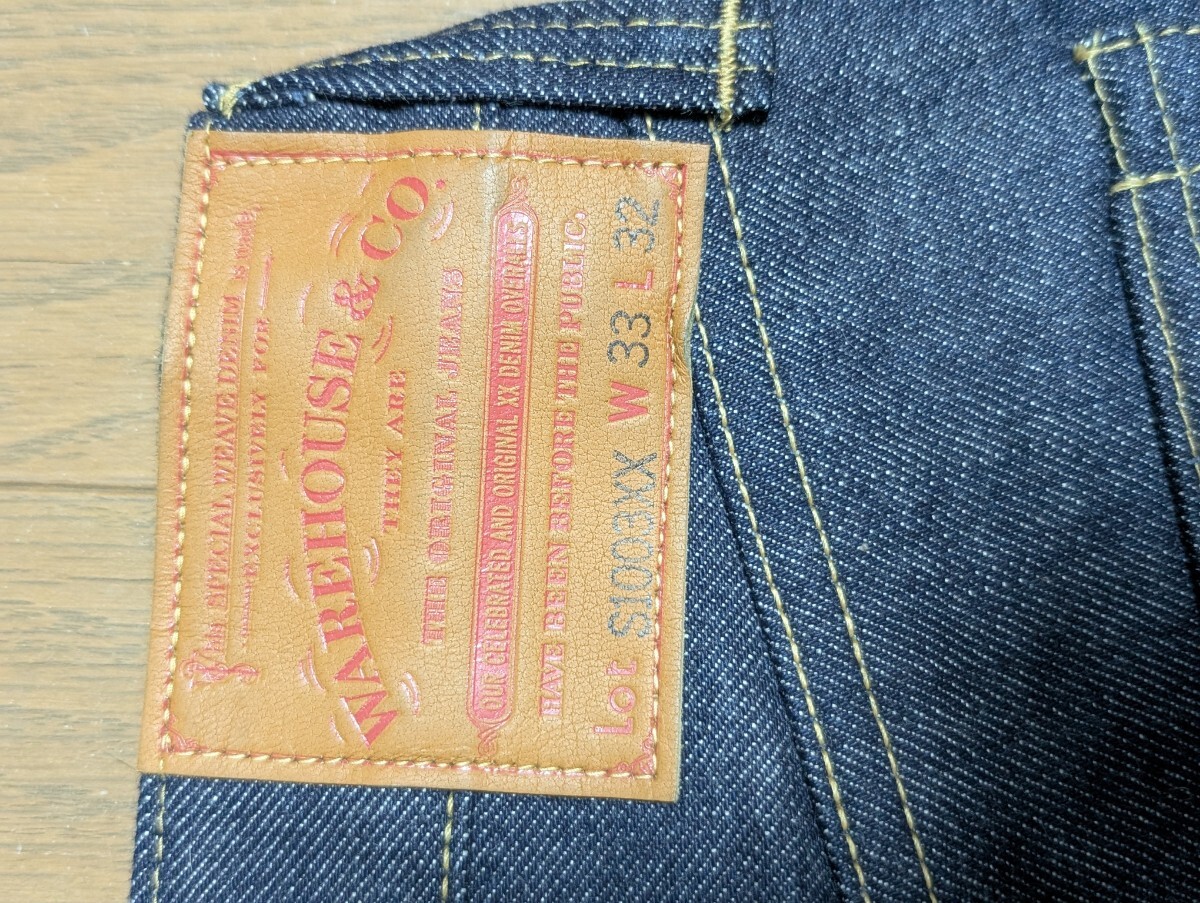 This SPECIAL WEAVE DENIM is made
EXCLUSIVELY FOR
WAREHOUSE & CO.
THEY ARE
THE ORIGINAL JEANS
OUR CELEBRATED AND ORIGINAL XX DENIM OVERALLS
HAVE BEEN BEFORE THE PUBLIC.
Lot S1003XX W 33 L 32